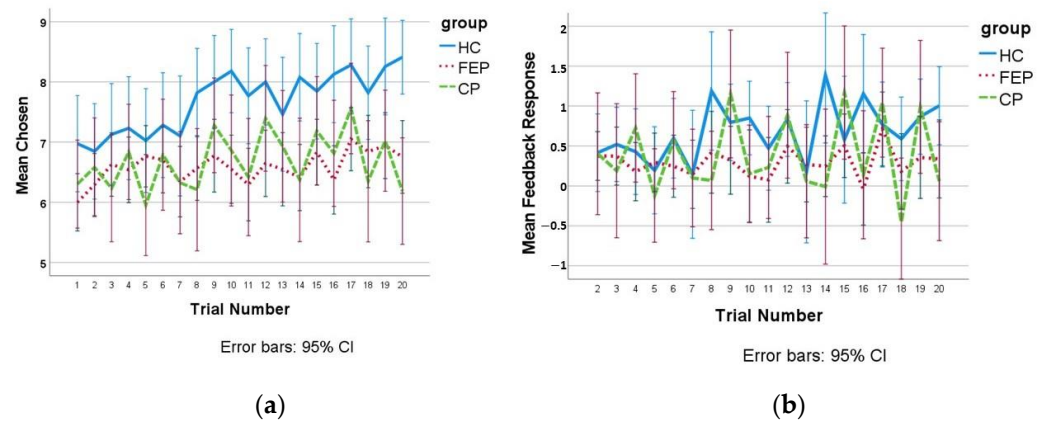 9
8
7
6
5
Mean Chosen
1 2 3 4 5 6 7 8 9 10 11 12 13 14 15 16 17 18 19 20
Trial Number
Error bars: 95% CI
group
HC
FEP
CP
(a)
2
1.5
1
0.5
0
−0.5
−1
Mean Feedback Response
2 3 4 5 6 7 8 9 10 11 12 13 14 15 16 17 18 19 20
Trial Number
Error bars: 95% CI
group
HC
FEP
CP
(b)